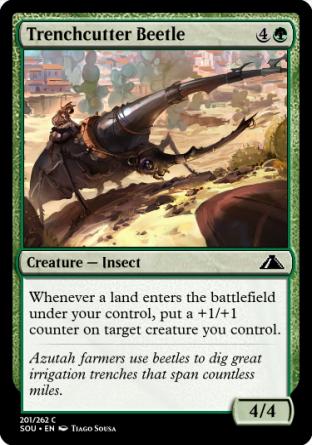 Trenchcutter Beetle 4
Creature — Insect
Whenever a land enters the battlefield
under your control, put a +1/+1
counter on target creature you control.
Azutah farmers use beetles to dig great
irrigation trenches that span countless
miles.
4/4
201/262 C
SOU • EN Tiago Sousa